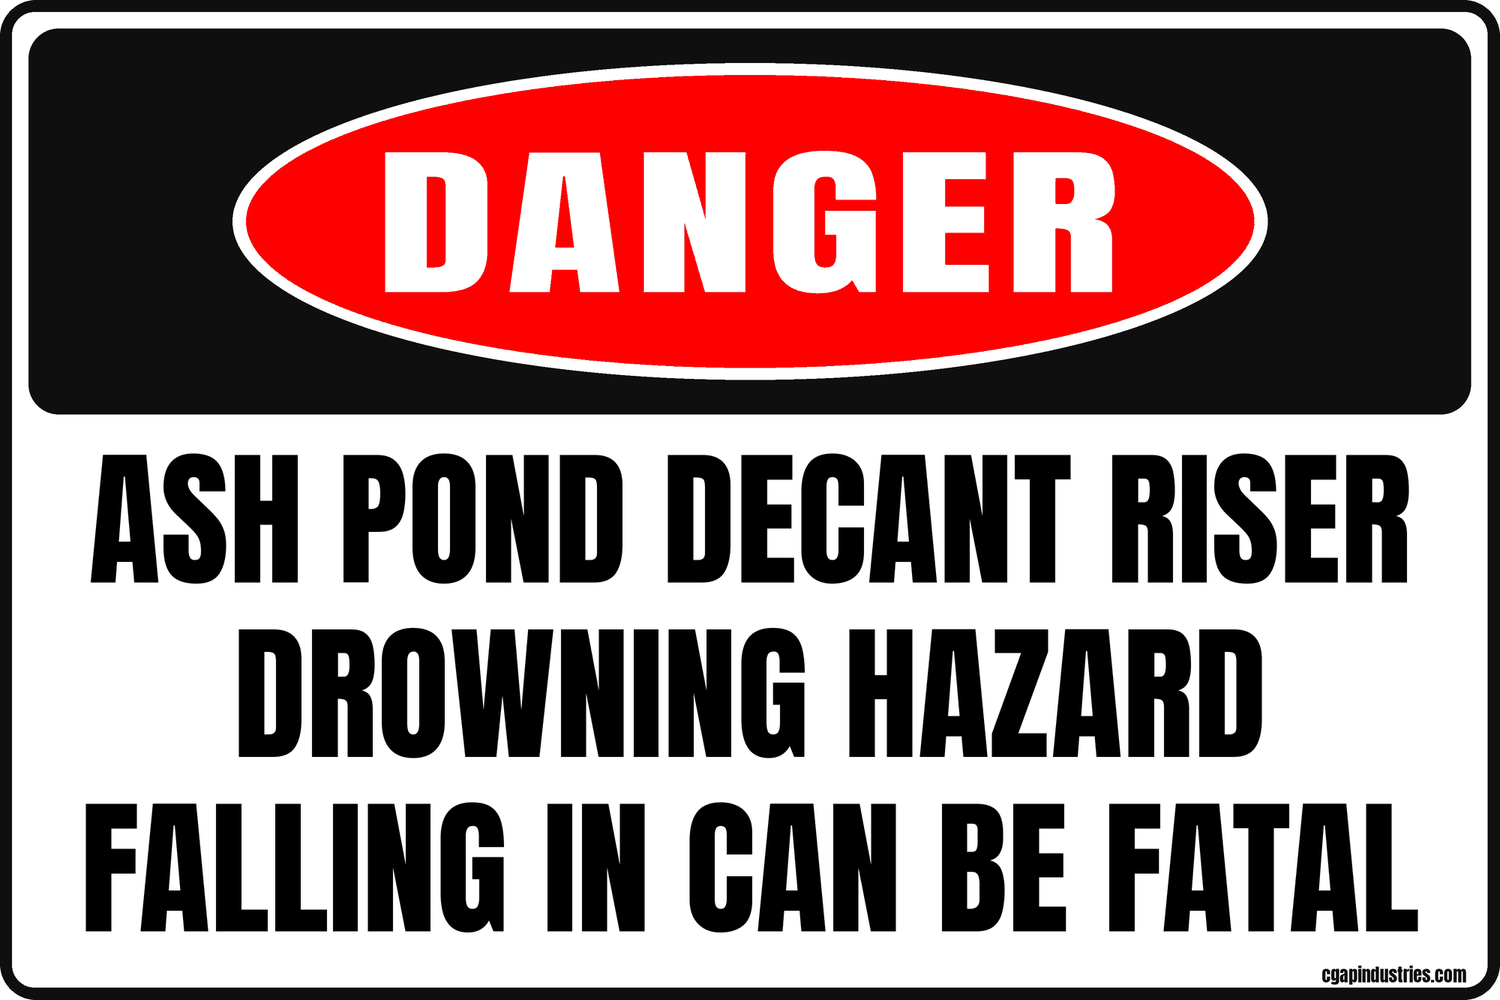 DANGER
ASH POND DECANT RISER
DROWNING HAZARD
FALLING IN CAN BE FATAL
cgapindustries.com